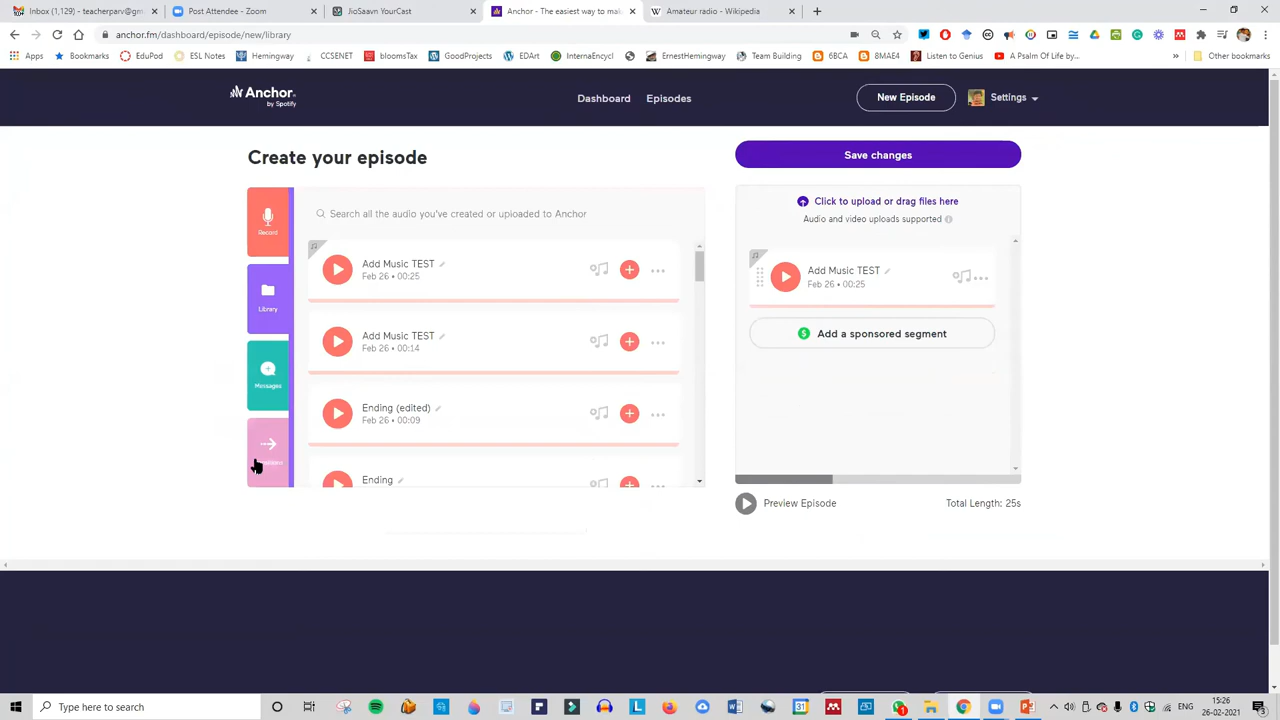 Inbox (1,129) - teacherparv@gm
Post Attendee - Zoom
JioSaavn YourCast
Anchor - The easiest way to mak
Amateur radio - Wikipedia
anchor.fm/dashboard/episode/new/library
Apps
Bookmarks
EduPod
ESL Notes
Hemingway
CCSENET
bloomsTax
GoodProjects
EDArt
InternaEncycl
ErnestHemingway
Team Building
6BCA
8MAE4
Listen to Genius
A Psalm Of Life by...
Other bookmarks
Anchor
by Spotify
Dashboard
Episodes
New Episode
Settings
Create your episode
Save changes
Record
Library
Messages
Search all the audio you've created or uploaded to Anchor
Add Music TEST
Feb 26 • 00:25
Add Music TEST
Feb 26 • 00:14
Ending (edited)
Feb 26 • 00:09
Ending
Click to upload or drag files here
Audio and video uploads supported
Add Music TEST
Feb 26 • 00:25
Add a sponsored segment
Preview Episode
Total Length: 25s
Type here to search
ENG
15:26
26-02-2021